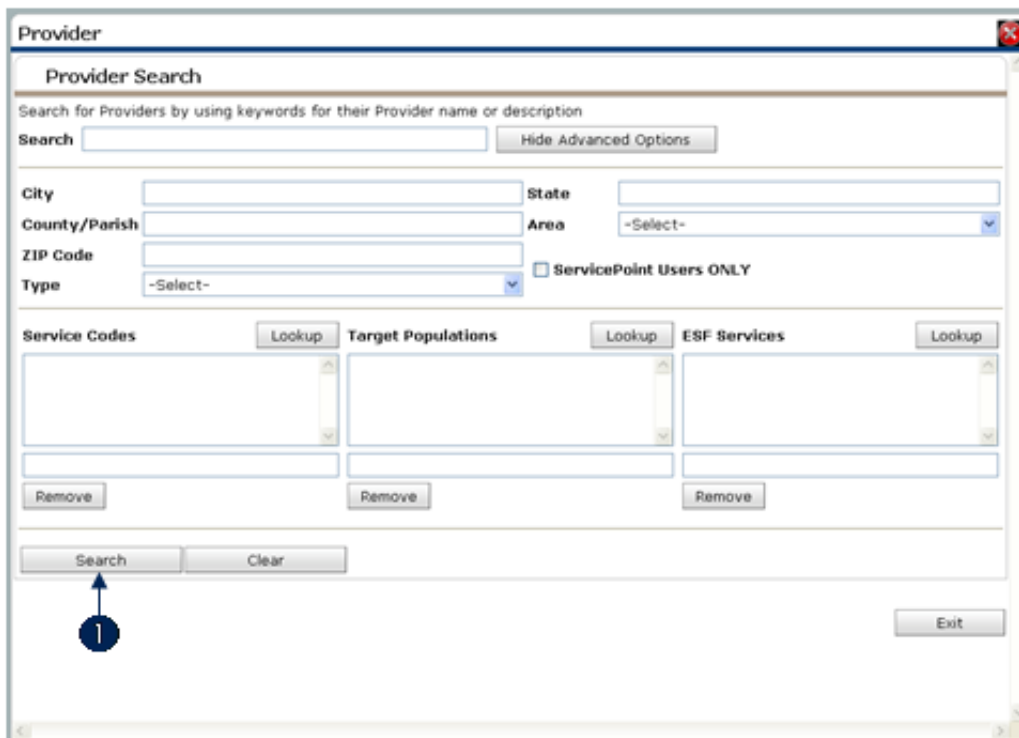 Provider
Provider Search
Search for Providers by using keywords for their Provider name or description
Search Hide Advanced Options
City State
County/Parish Area -Select-
ZIP Code
ServicePoint Users ONLY
Type -Select-
Service Codes Lookup Target Populations Lookup ESF Services Lookup
Remove Remove Remove
Search Clear
1
Exit